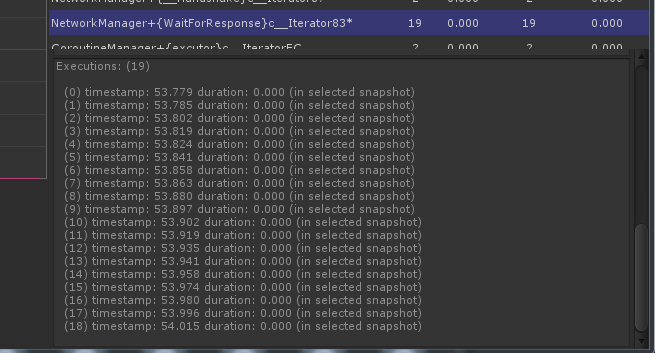 NetworkManager+{WaitForResponse}c__Iterator83* 19 0.000 19 0.000
CoroutineManager+{executor}c__IteratorEC 2 0.000 2 0.000
Executions: (19)
(0) timestamp: 53.779 duration: 0.000 (in selected snapshot)
(1) timestamp: 53.785 duration: 0.000 (in selected snapshot)
(2) timestamp: 53.802 duration: 0.000 (in selected snapshot)
(3) timestamp: 53.819 duration: 0.000 (in selected snapshot)
(4) timestamp: 53.824 duration: 0.000 (in selected snapshot)
(5) timestamp: 53.841 duration: 0.000 (in selected snapshot)
(6) timestamp: 53.858 duration: 0.000 (in selected snapshot)
(7) timestamp: 53.863 duration: 0.000 (in selected snapshot)
(8) timestamp: 53.880 duration: 0.000 (in selected snapshot)
(9) timestamp: 53.897 duration: 0.000 (in selected snapshot)
(10) timestamp: 53.902 duration: 0.000 (in selected snapshot)
(11) timestamp: 53.919 duration: 0.000 (in selected snapshot)
(12) timestamp: 53.935 duration: 0.000 (in selected snapshot)
(13) timestamp: 53.941 duration: 0.000 (in selected snapshot)
(14) timestamp: 53.958 duration: 0.000 (in selected snapshot)
(15) timestamp: 53.974 duration: 0.000 (in selected snapshot)
(16) timestamp: 53.980 duration: 0.000 (in selected snapshot)
(17) timestamp: 53.996 duration: 0.000 (in selected snapshot)
(18) timestamp: 54.015 duration: 0.000 (in selected snapshot)